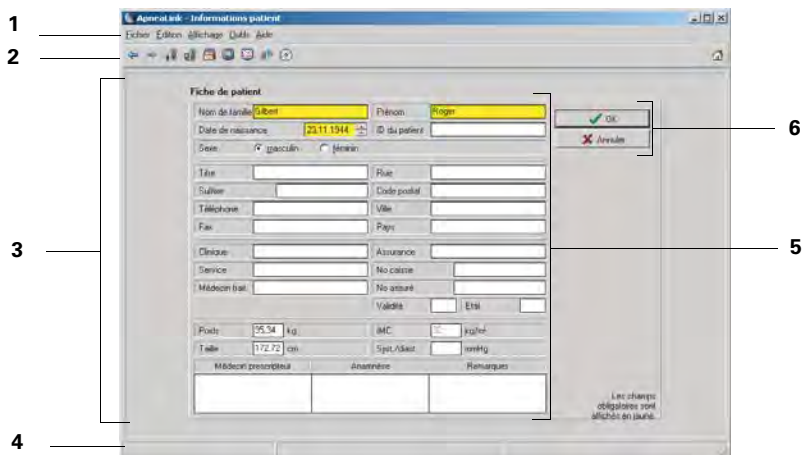 ApneaLink - Informations patient
Fichier Édition Affichage Outils Aide
1
2
3
4
5
6
Fiche de patient
Nom de famille Gilbert Prénom Roger
Date de naissance 23.11.1944 ID du patient
Sexe masculin féminin
OK
Annuler
Titre Rue
Suffixe Code postal
Téléphone Ville
Fax Pays
Clinique Assurance
Service No caisse
Médecin trait. No assuré
Validité Etat
Poids 95.34 kg IMC kg/m²
Taille 172.72 cm Syst./diast. mmHg
Médecin prescripteur Anamnèse Remarques
Les champs
obligatoires sont
affichés en jaune.